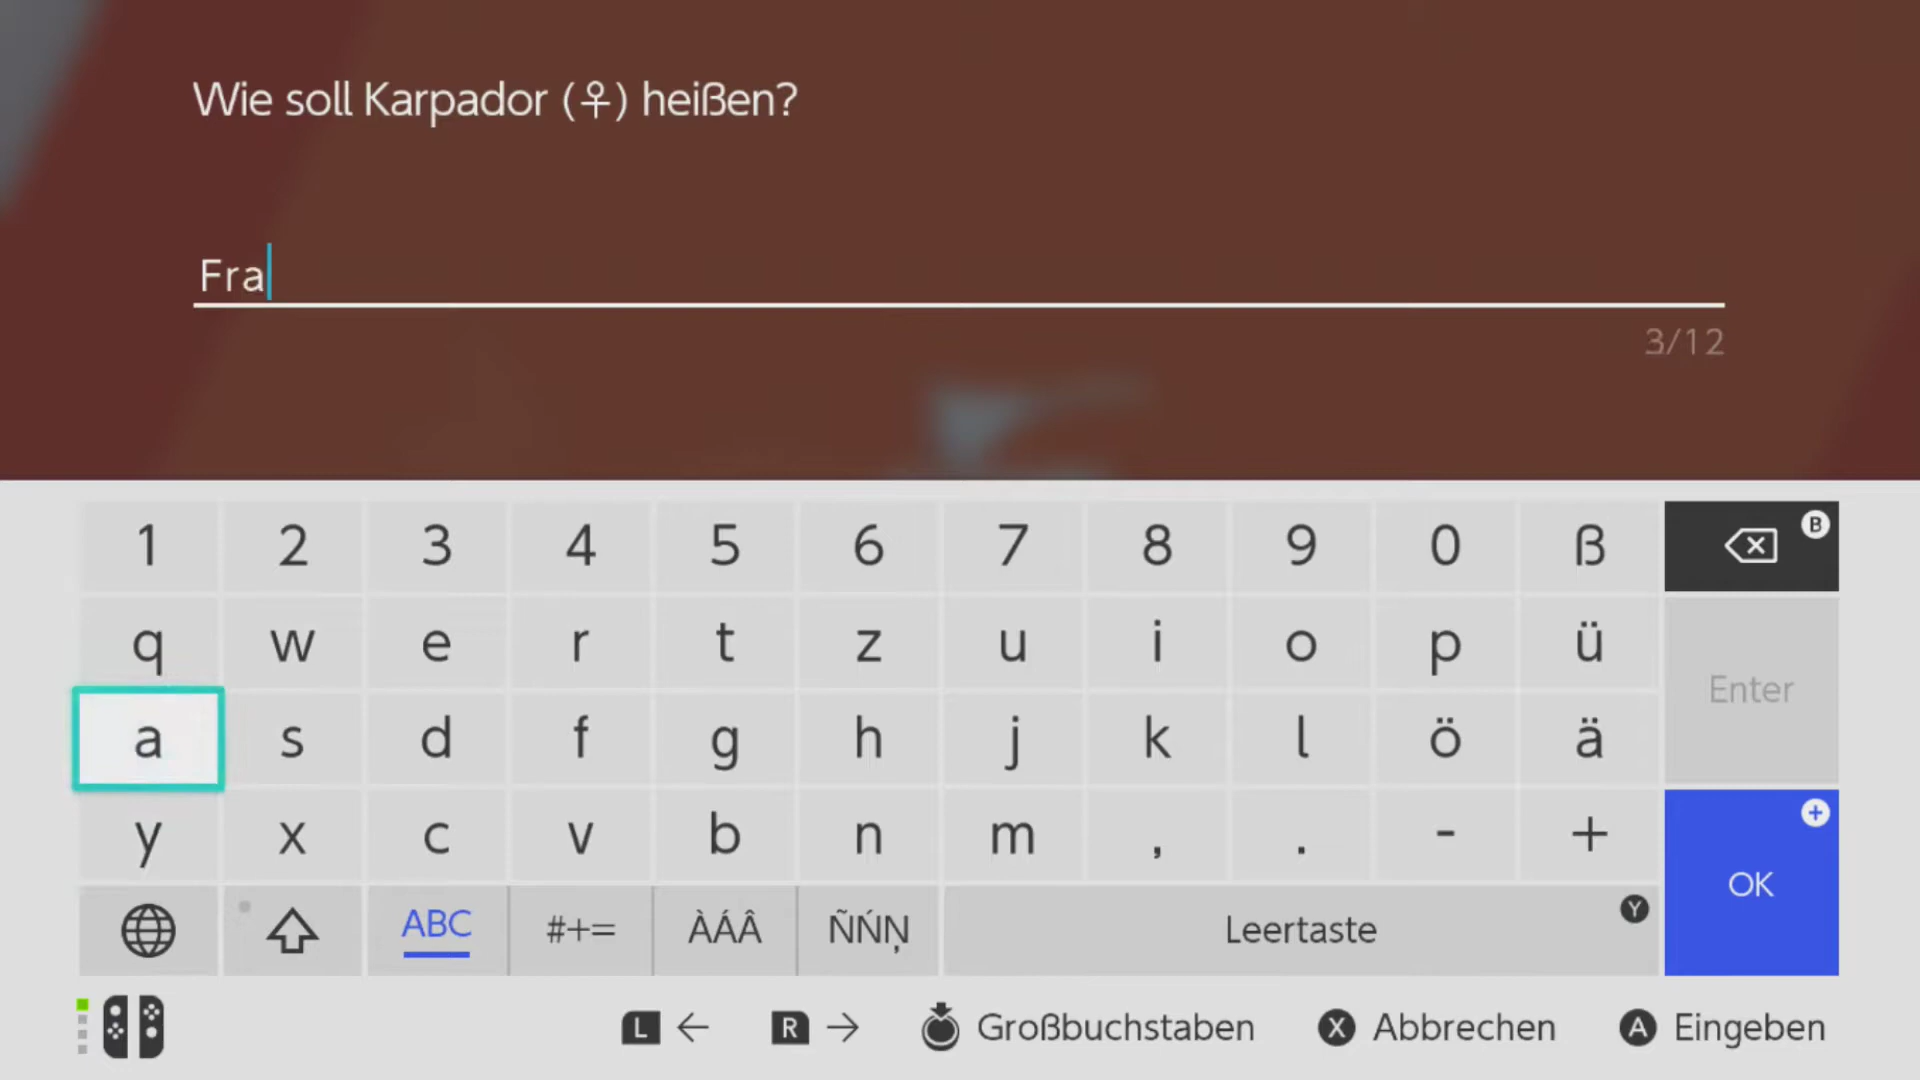 Wie soll Karpador (♀) heißen?
Fra
3/12
1 2 3 4 5 6 7 8 9 0 ß B
q w e r t z u i o p ü Enter
a s d f g h j k l ö ä
y x c v b n m , . - + OK
ABC #+= ÀÁÂ ÑŃŅ Leertaste Y
L ← R → Großbuchstaben X Abbrechen A Eingeben